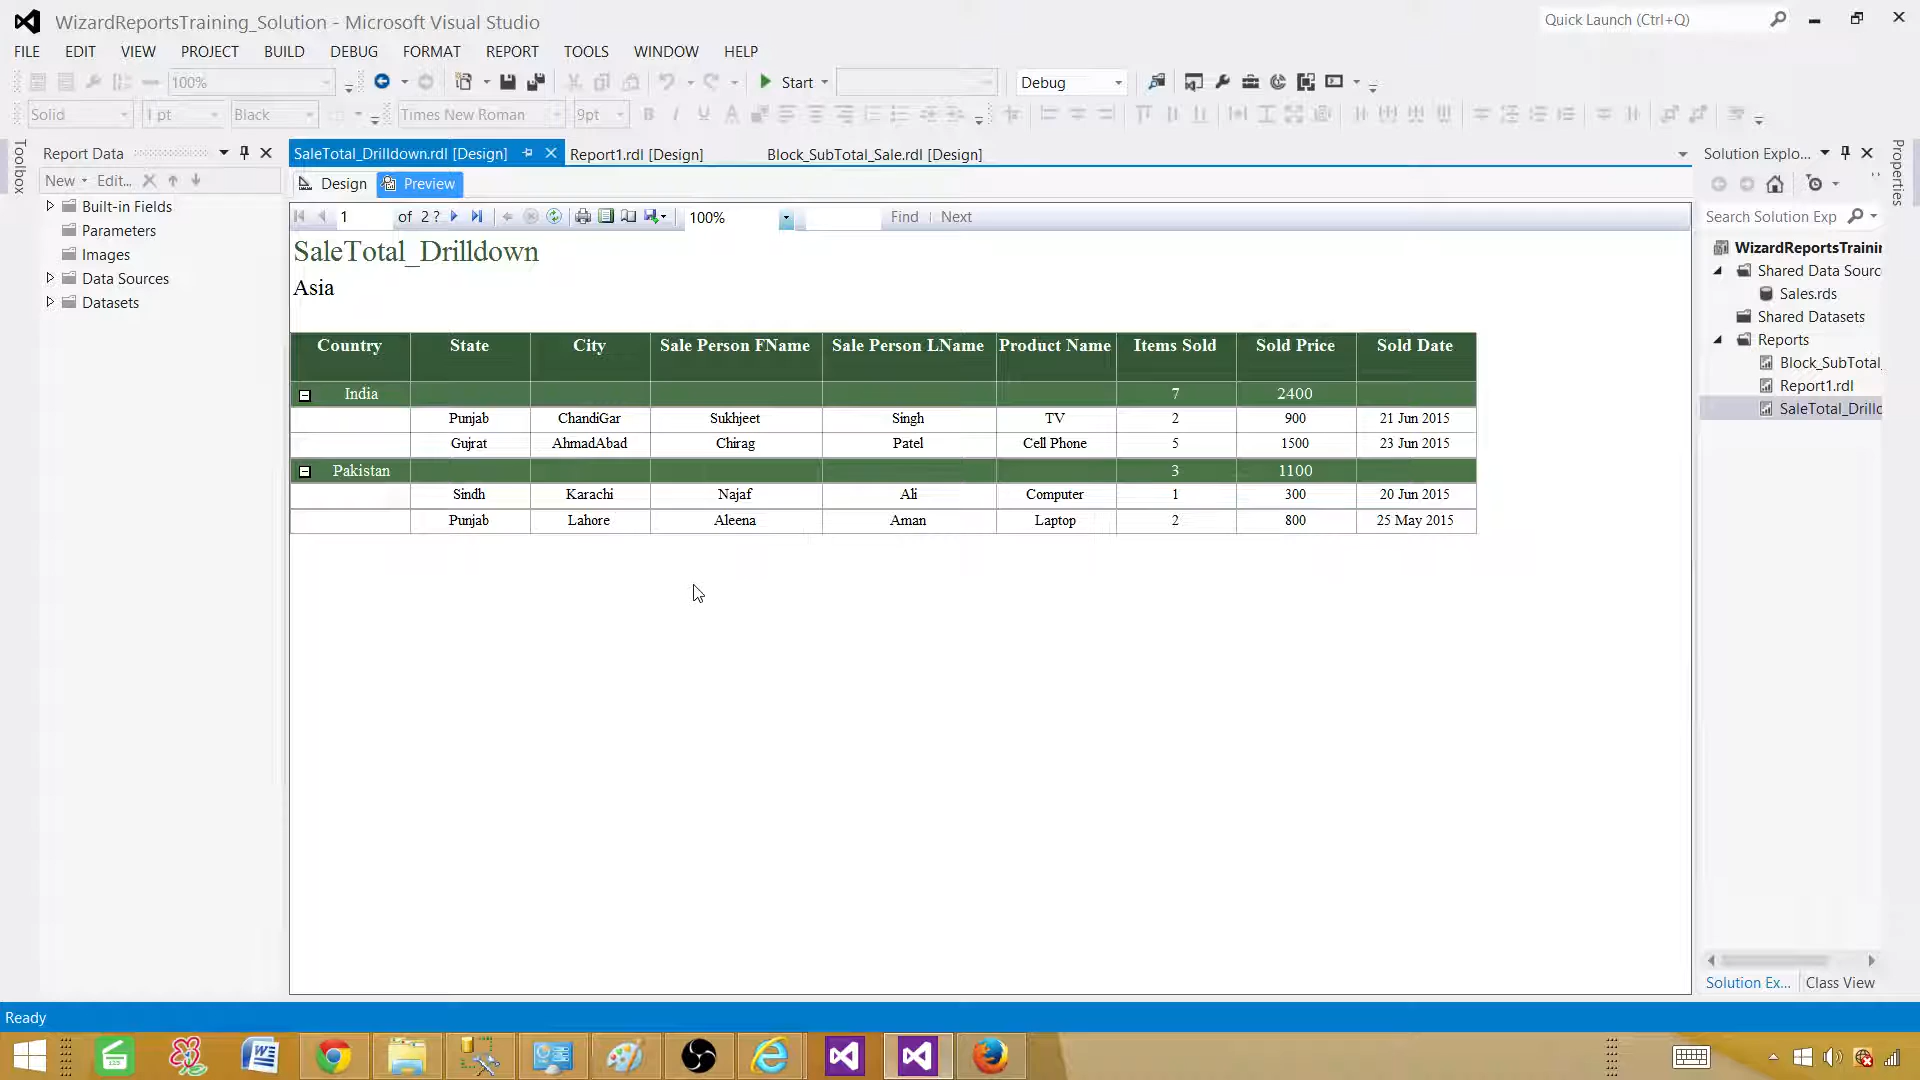 WizardReportsTraining_Solution - Microsoft Visual Studio
Quick Launch (Ctrl+Q)
FILE EDIT VIEW PROJECT BUILD DEBUG FORMAT REPORT TOOLS WINDOW HELP
100% Start Debug
Solid 1 pt Black Times New Roman 9pt
Toolbox
Report Data
New Edit...
Built-in Fields
Parameters
Images
Data Sources
Datasets
SaleTotal_Drilldown.rdl [Design] Report1.rdl [Design] Block_SubTotal_Sale.rdl [Design]
Design Preview
1 of 2 ? 100% Find Next
SaleTotal_Drilldown
Asia
Country State City Sale Person FName Sale Person LName Product Name Items Sold Sold Price Sold Date
India 7 2400
Punjab ChandiGar Sukhjeet Singh TV 2 900 21 Jun 2015
Gujrat AhmadAbad Chirag Patel Cell Phone 5 1500 23 Jun 2015
Pakistan 3 1100
Sindh Karachi Najaf Ali Computer 1 300 20 Jun 2015
Punjab Lahore Aleena Aman Laptop 2 800 25 May 2015
Solution Explo...
Search Solution Exp
WizardReportsTrainin
Shared Data Sourc
Sales.rds
Shared Datasets
Reports
Block_SubTotal_
Report1.rdl
SaleTotal_Drilld
Solution Ex... Class View
Properties
Ready